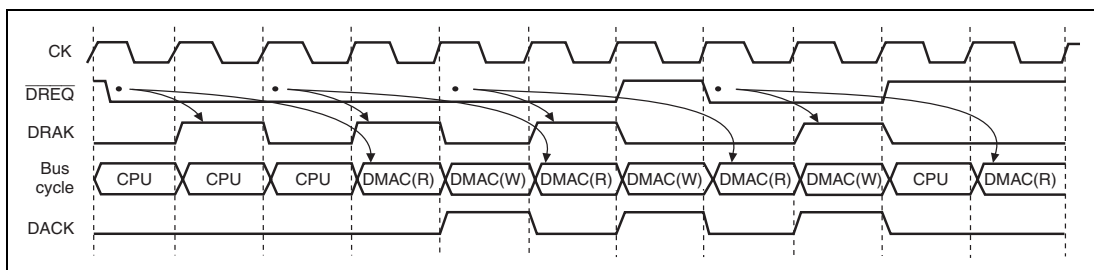 CK
DREQ
DRAK
Bus
cycle
CPU CPU CPU DMAC(R) DMAC(W) DMAC(R) DMAC(W) DMAC(R) DMAC(W) CPU DMAC(R)
DACK